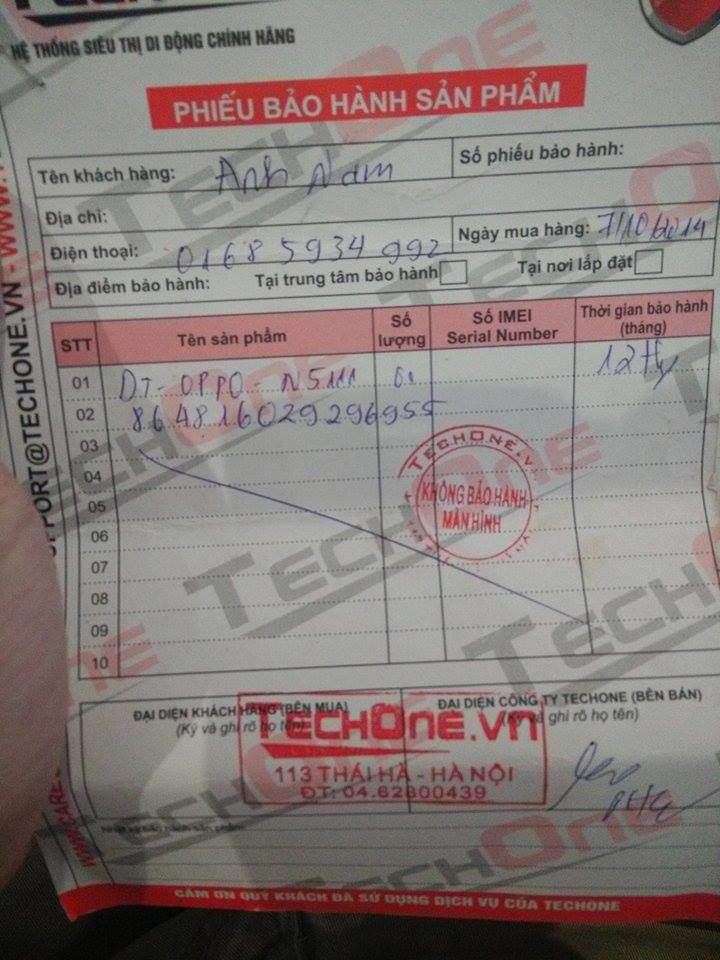 HỆ THỐNG SIÊU THỊ DI ĐỘNG CHÍNH HÃNG
PHIẾU BẢO HÀNH SẢN PHẨM
Tên khách hàng: Anh Nam
Số phiếu bảo hành:
Địa chỉ:
Điện thoại: 01685934992
Ngày mua hàng: 7/10/2014
Địa điểm bảo hành: Tại trung tâm bảo hành Tại nơi lắp đặt
STT Tên sản phẩm Số lượng Số IMEI Serial Number Thời gian bảo hành (tháng)
01 DT-OPPO-N5111 01 12
02 864816029296955
03
04
05
06
07
08
09
10
TECHONE.VN
KHÔNG BẢO HÀNH
MÀN HÌNH
ĐẠI DIỆN KHÁCH HÀNG (BÊN MUA)
(Ký và ghi rõ họ tên)
ĐẠI DIỆN CÔNG TY TECHONE (BÊN BÁN)
(Ký và ghi rõ họ tên)
TECHONE.VN
113 THÁI HÀ - HÀ NỘI
ĐT: 04.62800439
CẢM ƠN QUÝ KHÁCH ĐÃ SỬ DỤNG DỊCH VỤ CỦA TECHONE
PORT@TECHONE.VN - WWW.
TECHONE